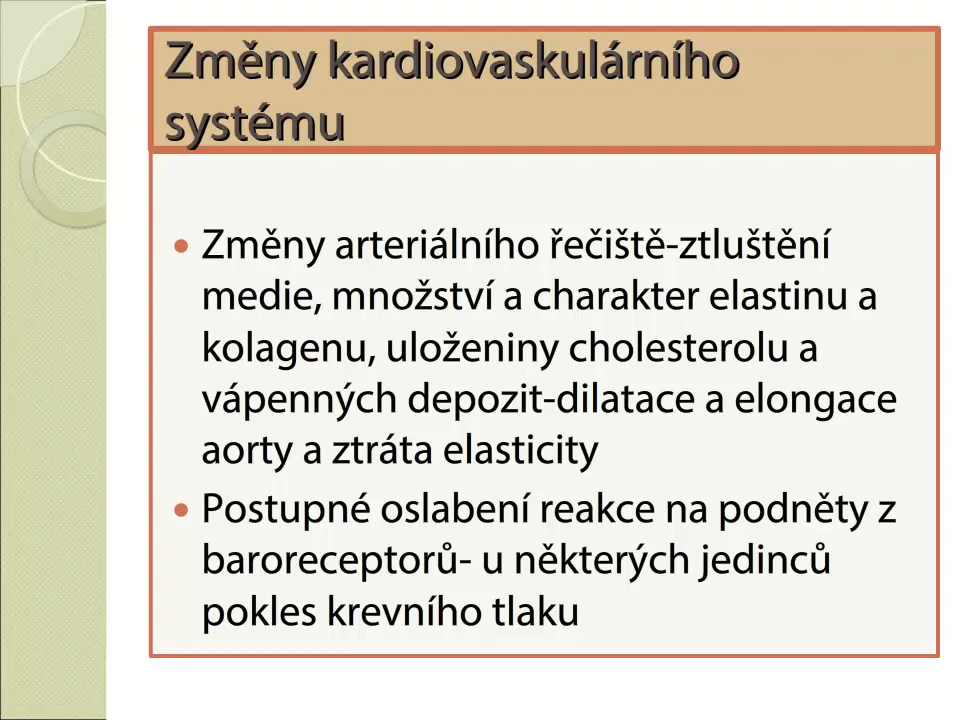 Změny kardiovaskulárního
systému
• Změny arteriálního řečiště-ztluštění
medie, množství a charakter elastinu a
kolagenu, uloženiny cholesterolu a
vápenných depozit-dilatace a elongace
aorty a ztráta elasticity
• Postupné oslabení reakce na podněty z
baroreceptorů- u některých jedinců
pokles krevního tlaku